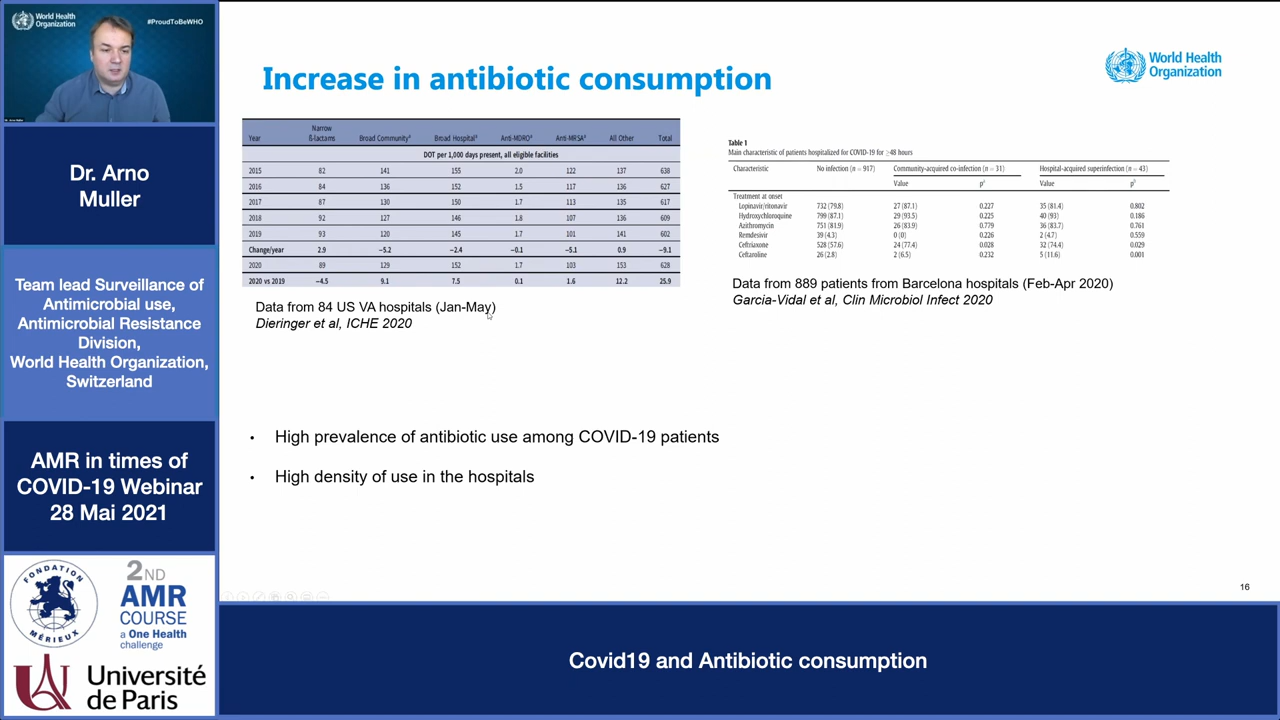 World Health
Organization
#ProudToBeWHO
Dr. Arno
Muller
Team lead Surveillance of
Antimicrobial use,
Antimicrobial Resistance
Division,
World Health Organization,
Switzerland
AMR in times of
COVID-19 Webinar
28 Mai 2021
FONDATION
MÉRIEUX
2ND
AMR
COURSE
a One Health
challenge
Université
de Paris
Increase in antibiotic consumption
World Health
Organization
Year Narrow ß-lactams Broad Communityᵃ Broad Hospitalᵃ Anti-MDROᵃ Anti-MRSAᵃ All Other Total
DOT per 1,000 days present, all eligible facilities
2015 82 141 155 2.0 122 137 638
2016 84 136 152 1.5 117 136 627
2017 87 130 150 1.7 113 135 617
2018 92 127 146 1.8 107 136 609
2019 93 120 145 1.7 101 141 602
Change/year 2.9 −5.2 −2.4 −0.1 −5.1 0.9 −9.1
2020 89 129 152 1.7 103 153 628
2020 vs 2019 −4.5 9.1 7.5 0.1 1.6 12.2 25.9
Data from 84 US VA hospitals (Jan-May)
Dieringer et al, ICHE 2020
Table 1
Main characteristic of patients hospitalized for COVID-19 for ≥48 hours
Characteristic No infection (n = 917) Community-acquired co-infection (n = 31) Hospital-acquired superinfection (n = 43)
Value pᵃ Value pᵇ
Treatment at onset
Lopinavir/ritonavir 732 (79.8) 27 (87.1) 0.227 35 (81.4) 0.802
Hydroxychloroquine 799 (87.1) 29 (93.5) 0.225 40 (93) 0.186
Azithromycin 751 (81.9) 26 (83.9) 0.779 36 (83.7) 0.761
Remdesivir 39 (4.3) 0 (0) 0.226 2 (4.7) 0.559
Ceftriaxone 528 (57.6) 24 (77.4) 0.028 32 (74.4) 0.029
Ceftaroline 26 (2.8) 2 (6.5) 0.232 5 (11.6) 0.001
Data from 889 patients from Barcelona hospitals (Feb-Apr 2020)
Garcia-Vidal et al, Clin Microbiol Infect 2020
• High prevalence of antibiotic use among COVID-19 patients
• High density of use in the hospitals
16
Covid19 and Antibiotic consumption